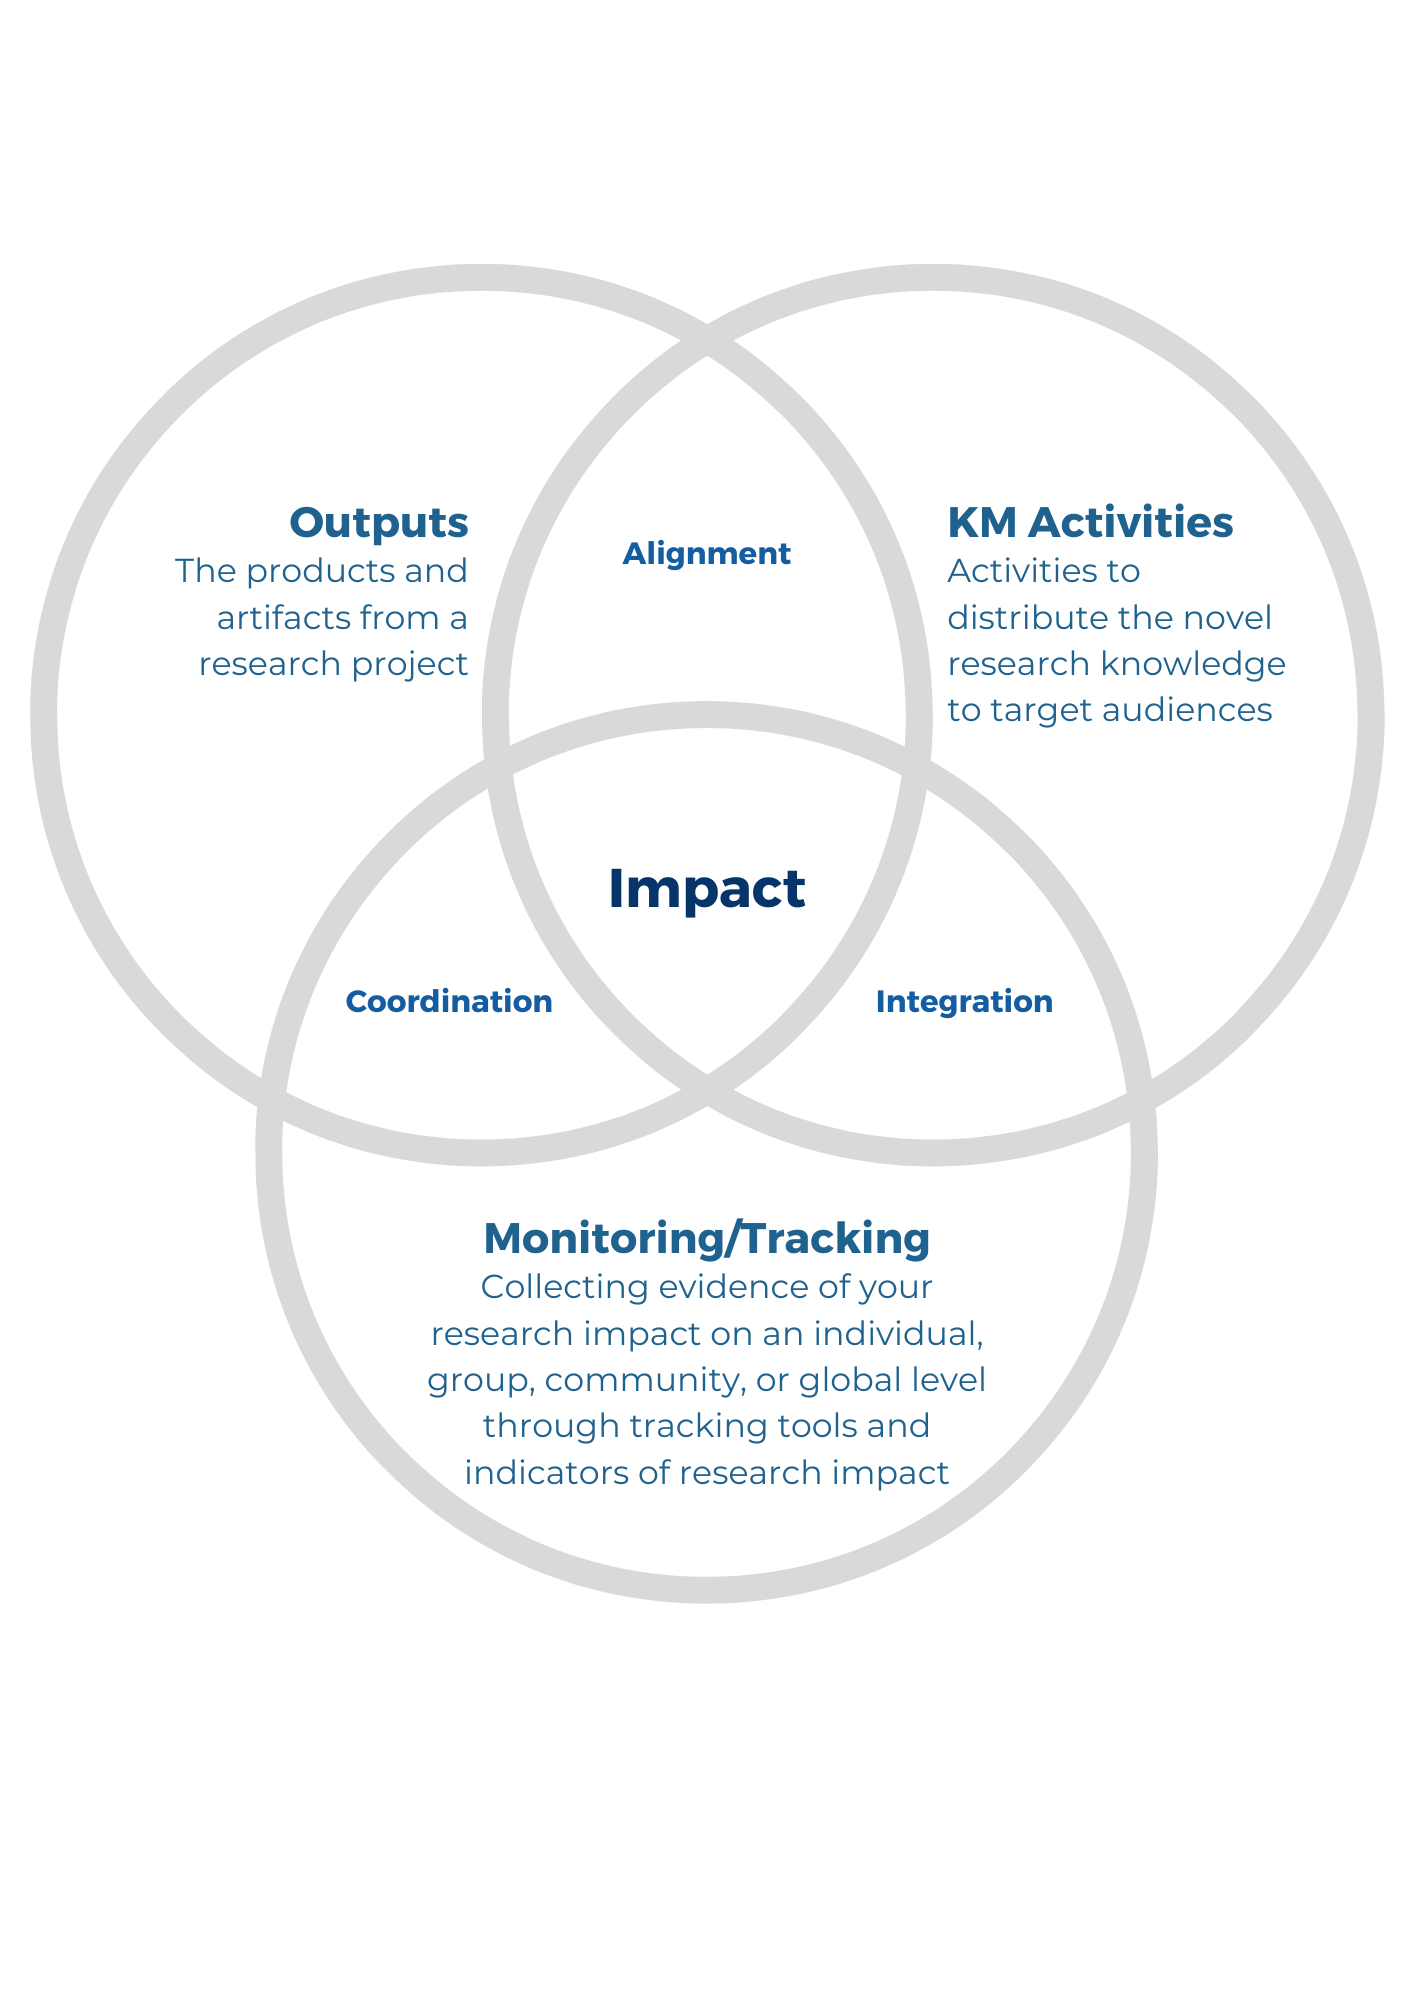 Outputs
The products and
artifacts from a
research project
Alignment
KM Activities
Activities to
distribute the novel
research knowledge
to target audiences
Impact
Coordination
Integration
Monitoring/Tracking
Collecting evidence of your
research impact on an individual,
group, community, or global level
through tracking tools and
indicators of research impact